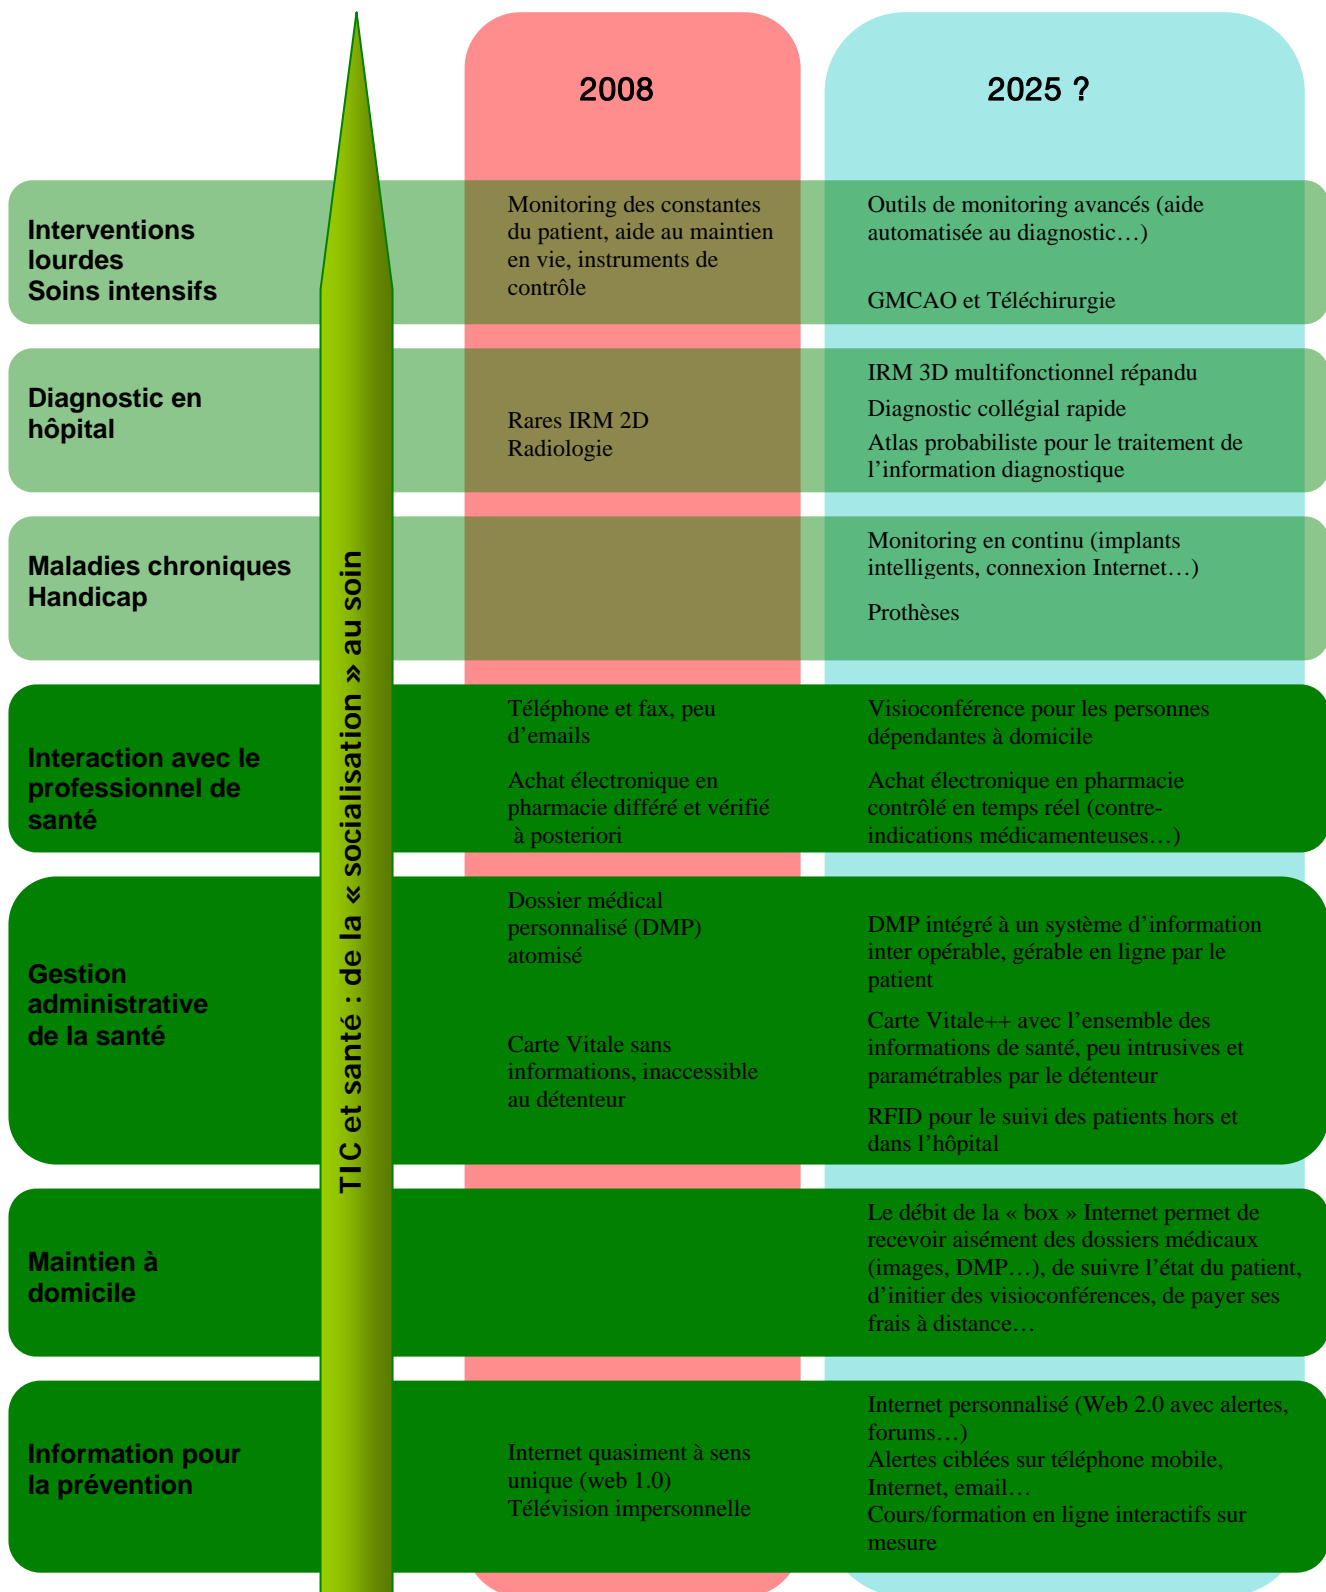 2008
2025 ?
TIC et santé : de la « socialisation » au soin
Interventions
lourdes
Soins intensifs
Monitoring des constantes
du patient, aide au maintien
en vie, instruments de
contrôle
Outils de monitoring avancés (aide
automatisée au diagnostic…)
GMCAO et Téléchirurgie
Diagnostic en
hôpital
Rares IRM 2D
Radiologie
IRM 3D multifonctionnel répandu
Diagnostic collégial rapide
Atlas probabiliste pour le traitement de
l’information diagnostique
Maladies chroniques
Handicap
Monitoring en continu (implants
intelligents, connexion Internet…)
Prothèses
Interaction avec le
professionnel de
santé
Téléphone et fax, peu
d’emails
Achat électronique en
pharmacie différé et vérifié
à posteriori
Visioconférence pour les personnes
dépendantes à domicile
Achat électronique en pharmacie
contrôlé en temps réel (contre-
indications médicamenteuses…)
Gestion
administrative
de la santé
Dossier médical
personnalisé (DMP)
atomisé
Carte Vitale sans
informations, inaccessible
au détenteur
DMP intégré à un système d’information
inter opérable, gérable en ligne par le
patient
Carte Vitale++ avec l’ensemble des
informations de santé, peu intrusives et
paramétrables par le détenteur
RFID pour le suivi des patients hors et
dans l’hôpital
Maintien à
domicile
Le débit de la « box » Internet permet de
recevoir aisément des dossiers médicaux
(images, DMP…), de suivre l’état du patient,
d’initier des visioconférences, de payer ses
frais à distance…
Information pour
la prévention
Internet quasiment à sens
unique (web 1.0)
Télévision impersonnelle
Internet personnalisé (Web 2.0 avec alertes,
forums…)
Alertes ciblées sur téléphone mobile,
Internet, email…
Cours/formation en ligne interactifs sur
mesure